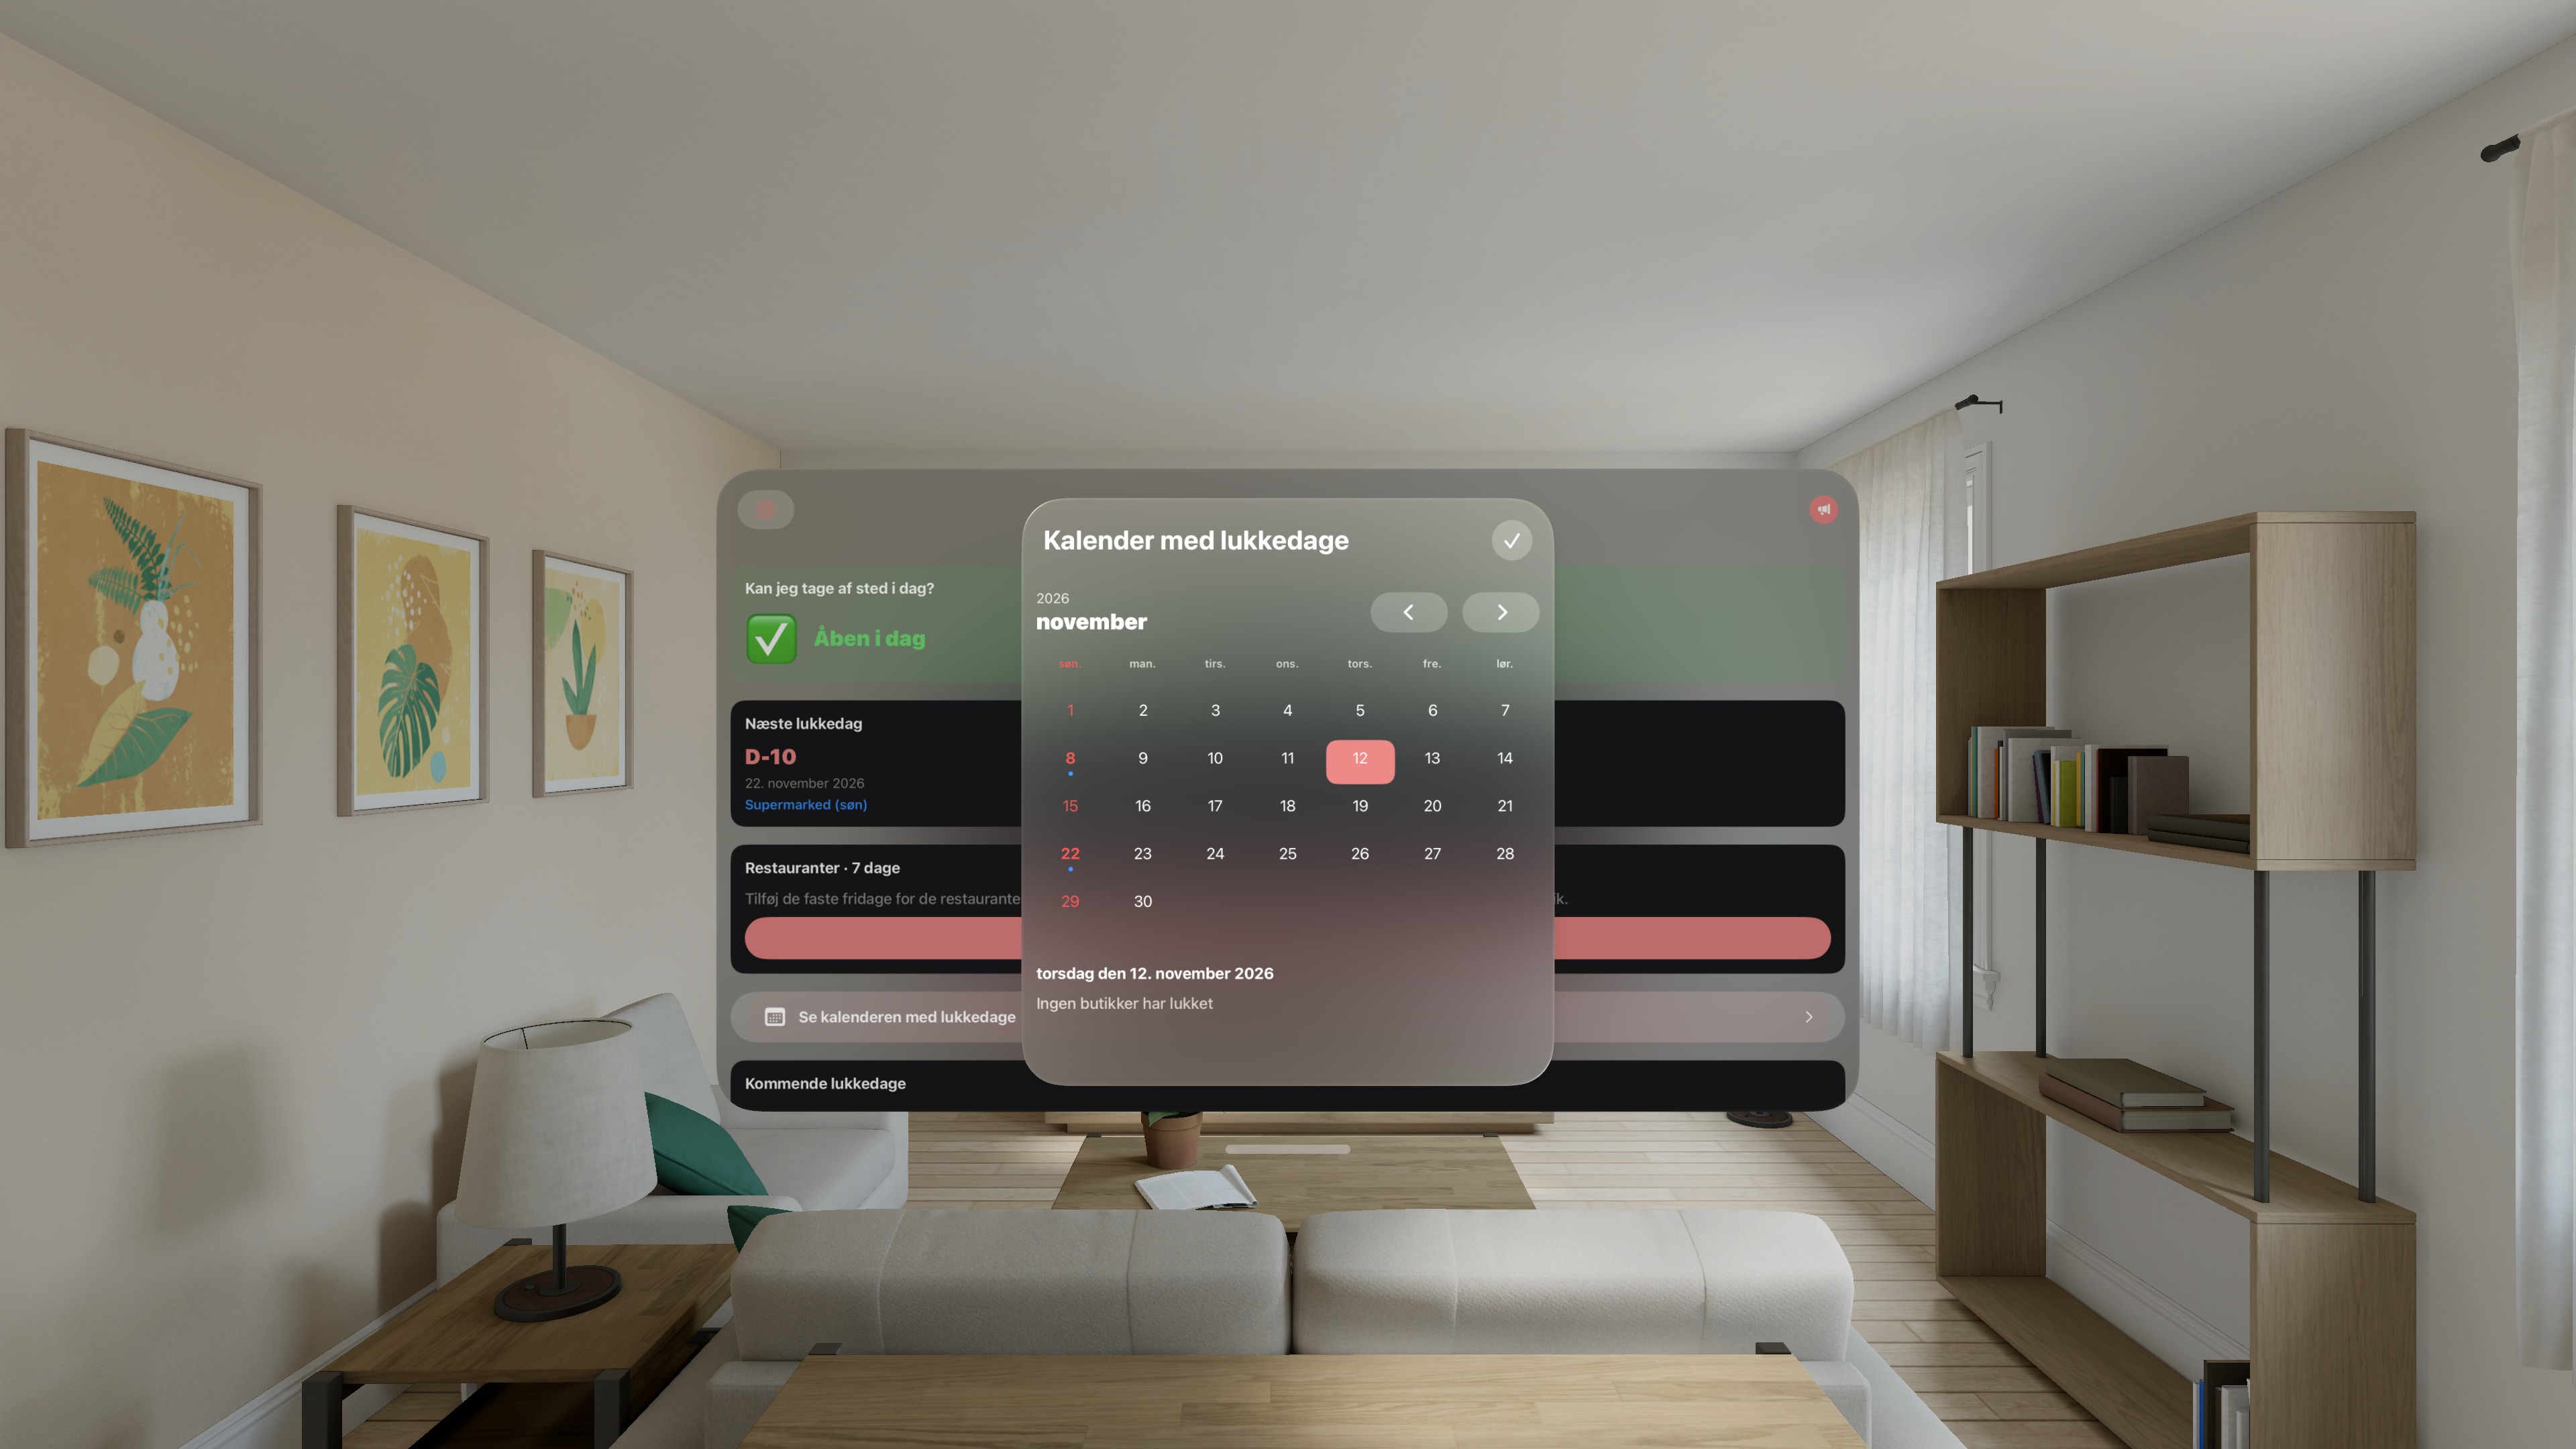 Kalender med lukkedage
2026
november
søn. man. tirs. ons. tors. fre. lør.
1 2 3 4 5 6 7
8 9 10 11 12 13 14
15 16 17 18 19 20 21
22 23 24 25 26 27 28
29 30
torsdag den 12. november 2026
Ingen butikker har lukket
Kan jeg tage af sted i dag?
Åben i dag
Næste lukkedag
D-10
22. november 2026
Supermarked (søn)
Restauranter · 7 dage
Tilføj de faste fridage for de restaurante
k.
Se kalenderen med lukkedage
Kommende lukkedage